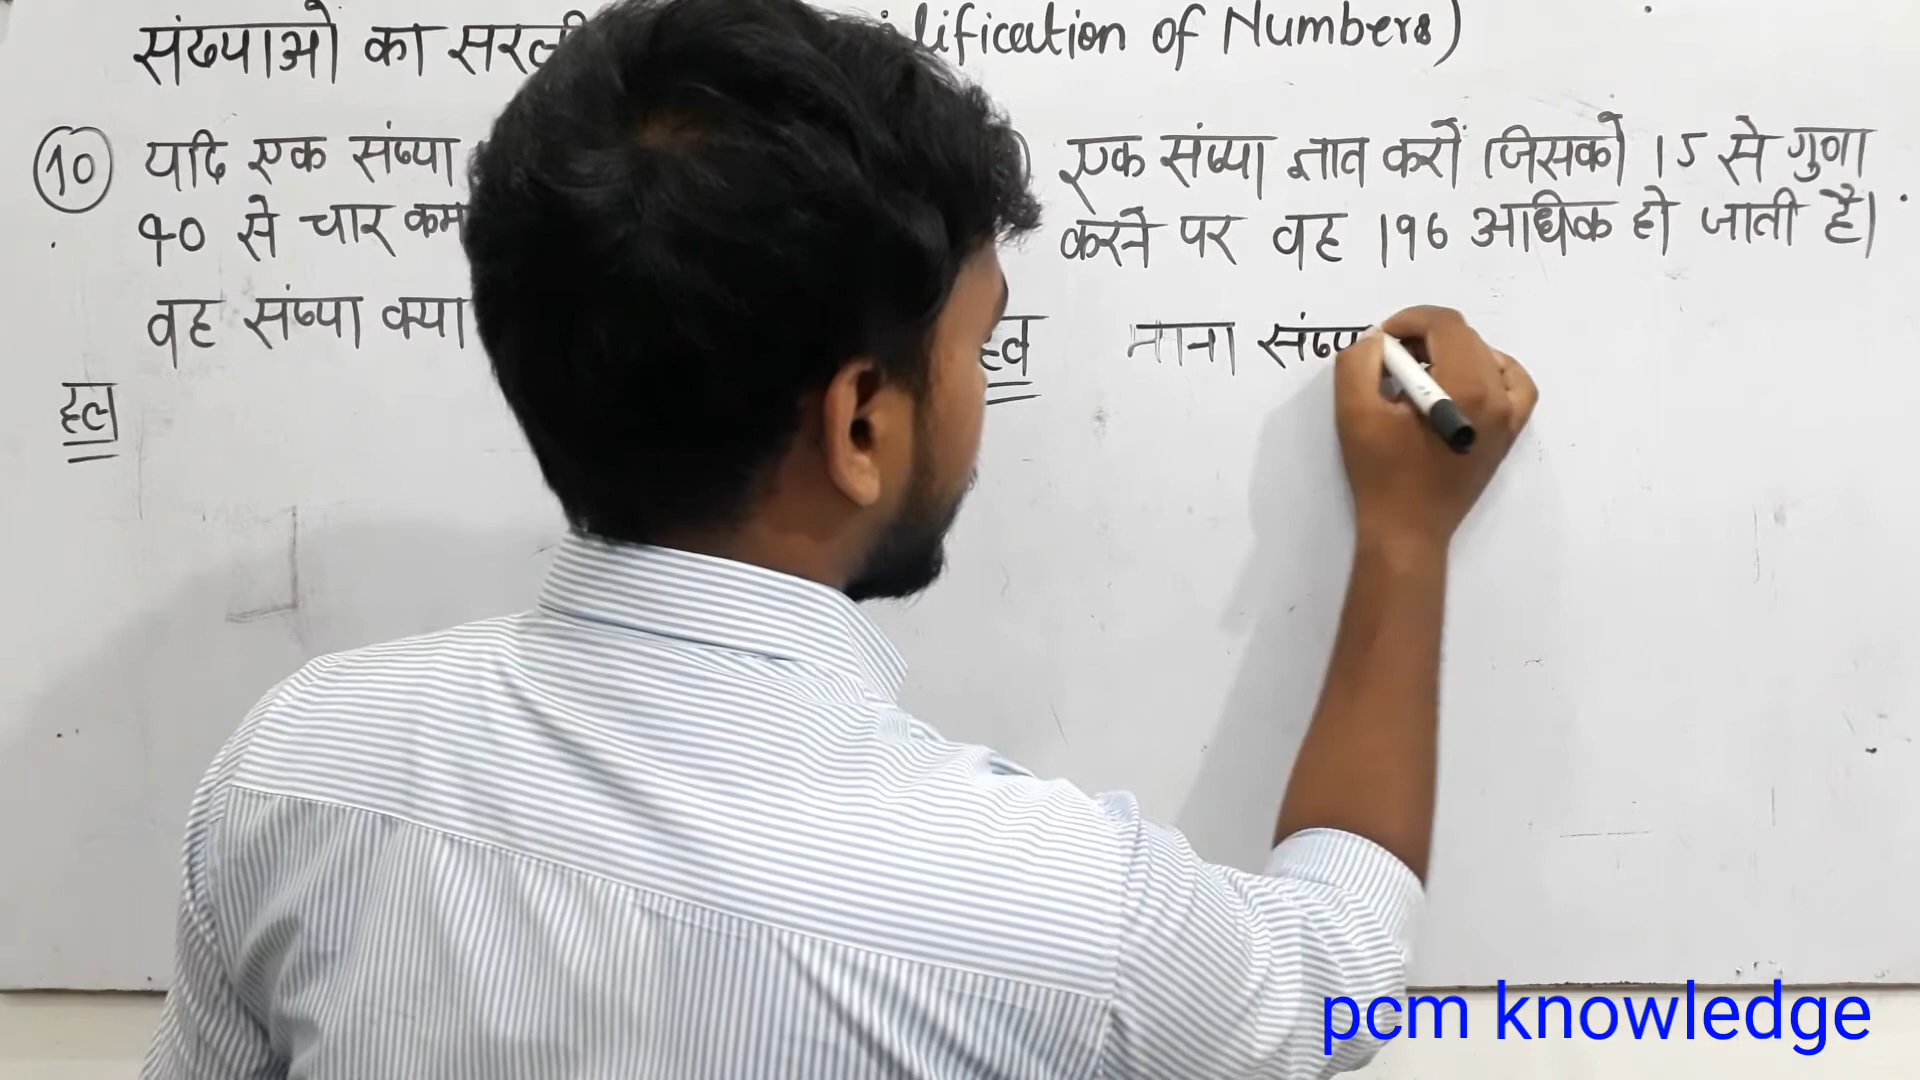 संख्याओं का सरली lification of Numbers)
10 यदि एक संख्या
40 से चार कम
वह संख्या क्या
हल
एक संख्या ज्ञात करों जिसको 15 से गुणा
करने पर वह 196 अधिक हो जाती है।
हल माना संख्या
pcm knowledge